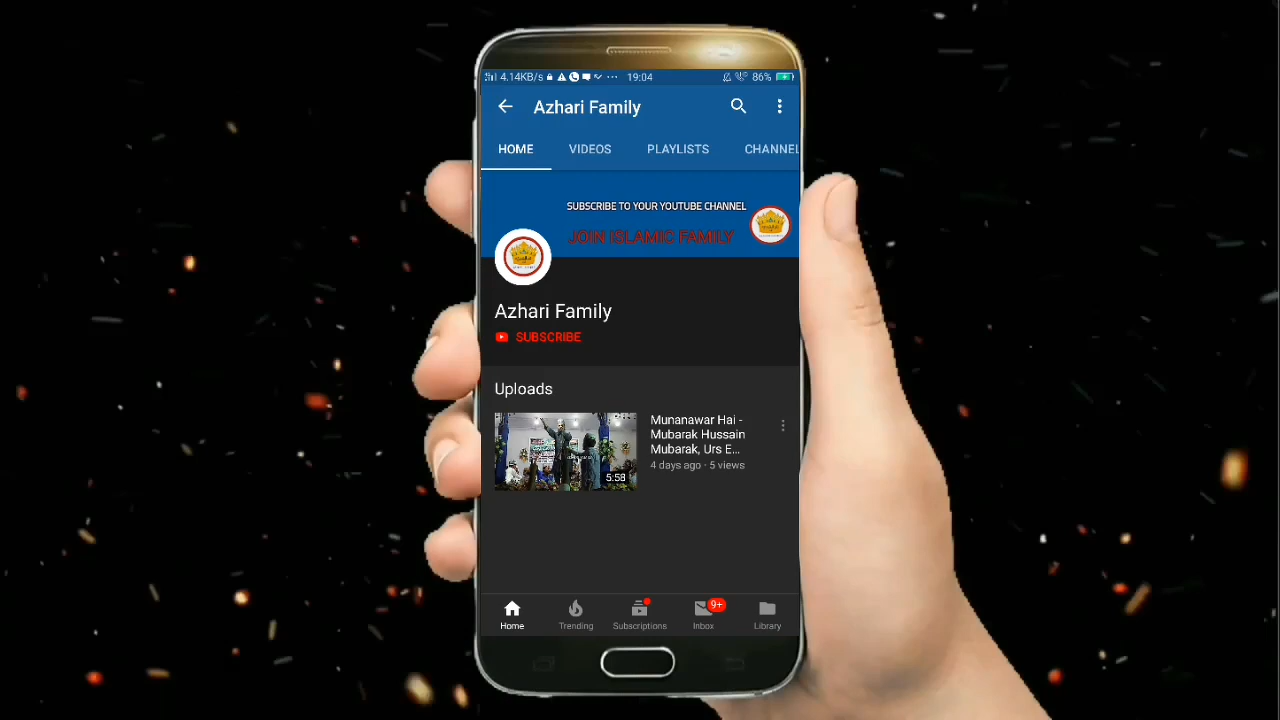 4.14KB/s 19:04 86%
Azhari Family
HOME VIDEOS PLAYLISTS CHANNEL
SUBSCRIBE TO YOUR YOUTUBE CHANNEL
JOIN ISLAMIC FAMILY
Azhari Family
SUBSCRIBE
Uploads
Munanawar Hai -
Mubarak Hussain
Mubarak, Urs E...
4 days ago · 5 views
5:58
9+
Home Trending Subscriptions Inbox Library